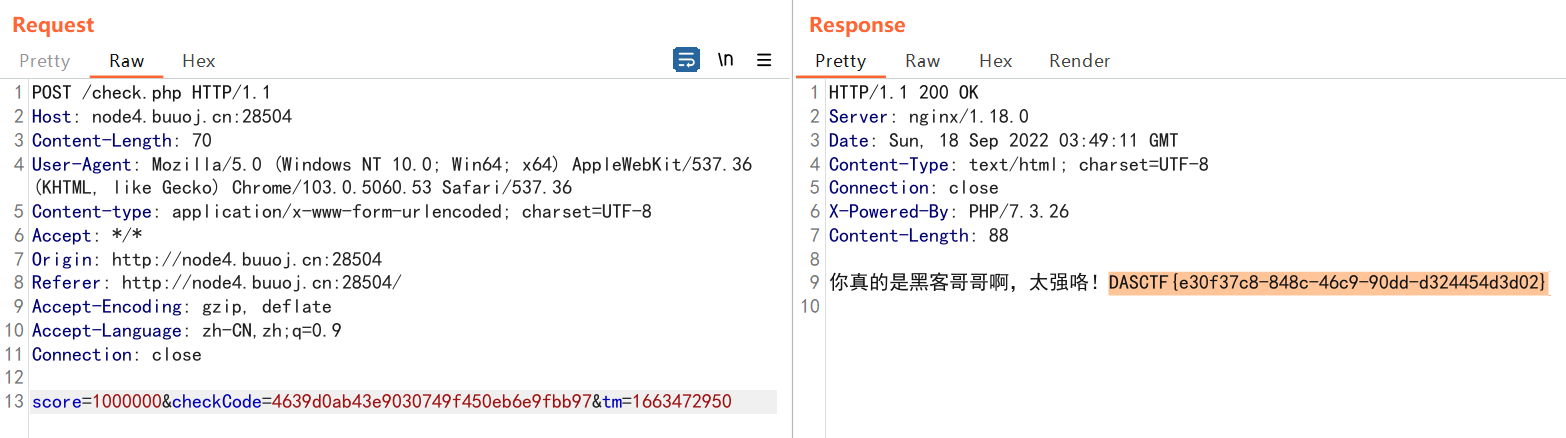 Request
Pretty Raw Hex \n
1 POST /check.php HTTP/1.1
2 Host: node4.buuoj.cn:28504
3 Content-Length: 70
4 User-Agent: Mozilla/5.0 (Windows NT 10.0; Win64; x64) AppleWebKit/537.36
(KHTML, like Gecko) Chrome/103.0.5060.53 Safari/537.36
5 Content-type: application/x-www-form-urlencoded; charset=UTF-8
6 Accept: */*
7 Origin: http://node4.buuoj.cn:28504
8 Referer: http://node4.buuoj.cn:28504/
9 Accept-Encoding: gzip, deflate
10 Accept-Language: zh-CN,zh;q=0.9
11 Connection: close
12
13 score=1000000&checkCode=4639d0ab43e9030749f450eb6e9fbb97&tm=1663472950
Response
Pretty Raw Hex Render
1 HTTP/1.1 200 OK
2 Server: nginx/1.18.0
3 Date: Sun, 18 Sep 2022 03:49:11 GMT
4 Content-Type: text/html; charset=UTF-8
5 Connection: close
6 X-Powered-By: PHP/7.3.26
7 Content-Length: 88
8
9 你真的是黑客哥哥啊，太强咯！DASCTF{e30f37c8-848c-46c9-90dd-d324454d3d02}
10